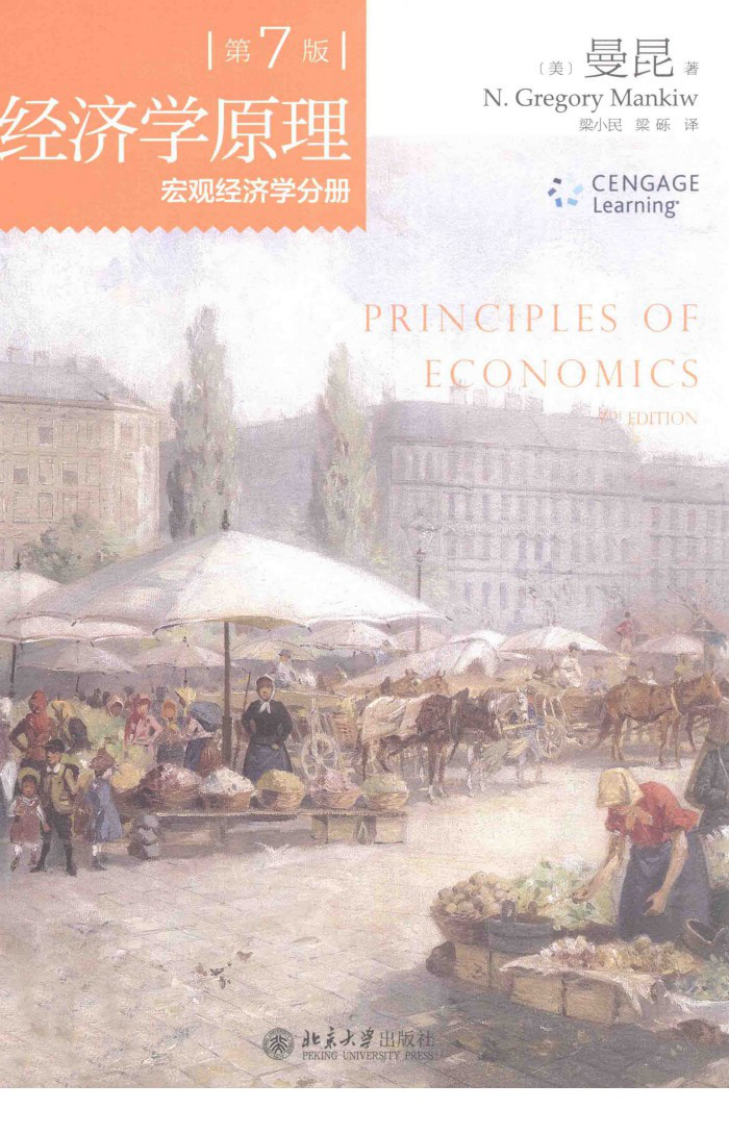 第7版
经济学原理
宏观经济学分册
〔美〕曼昆 著
N. Gregory Mankiw
梁小民 梁砾 译
CENGAGE
Learning
PRINCIPLES OF
ECONOMICS
7TH EDITION
北京大学出版社
PEKING UNIVERSITY PRESS